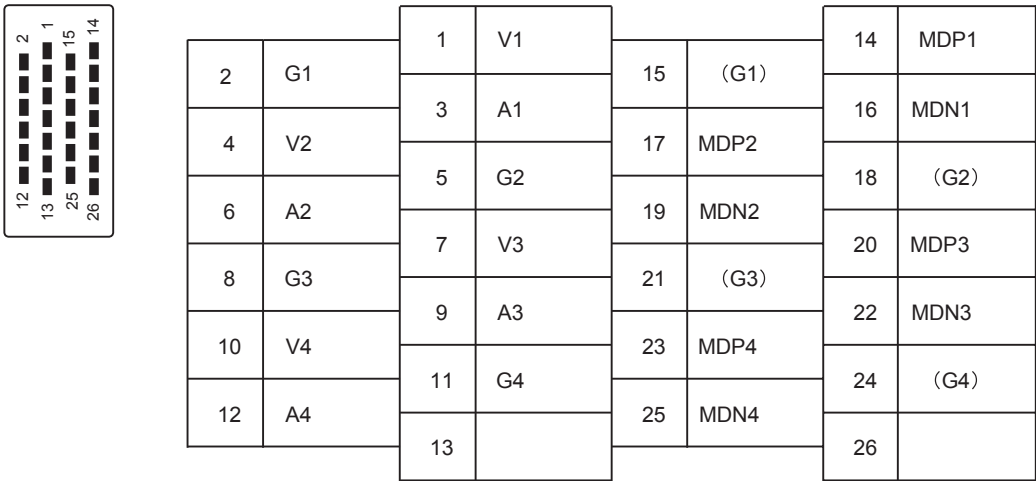 2 1 15 14
12 13 25 26
1 V1
14 MDP1
2 G1
15 （G1）
3 A1
16 MDN1
4 V2
17 MDP2
5 G2
18 （G2）
6 A2
19 MDN2
7 V3
20 MDP3
8 G3
21 （G3）
9 A3
22 MDN3
10 V4
23 MDP4
11 G4
24 （G4）
12 A4
25 MDN4
13
26